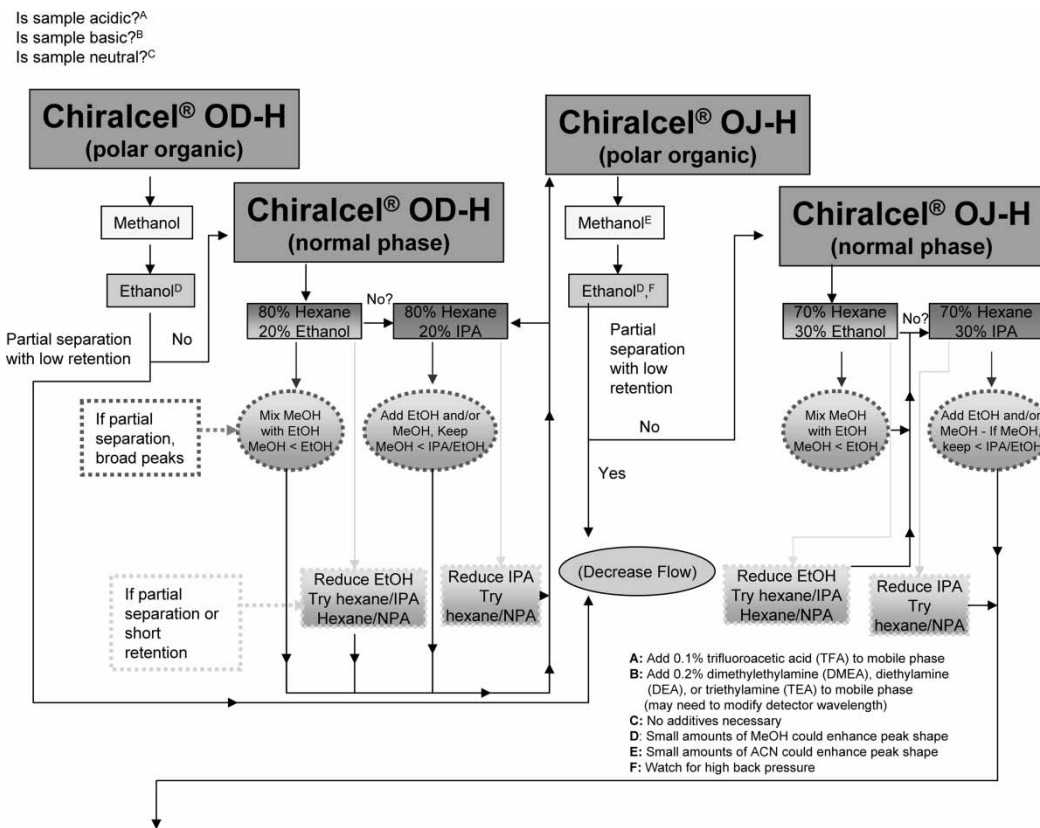 Is sample acidic?ᴬ
Is sample basic?ᴮ
Is sample neutral?ꟲ
Chiralcel® OD-H
(polar organic)
Methanol
Ethanolᴰ
Partial separation
with low retention
No
Chiralcel® OD-H
(normal phase)
80% Hexane
20% Ethanol
No?
80% Hexane
20% IPA
If partial
separation,
broad peaks
Mix MeOH
with EtOH
MeOH < EtOH
Add EtOH and/or
MeOH, Keep
MeOH < IPA/EtOH
If partial
separation or
short
retention
Reduce EtOH
Try hexane/IPA
Hexane/NPA
Reduce IPA
Try
hexane/NPA
Chiralcel® OJ-H
(polar organic)
Methanolᴱ
Ethanolᴰ,ꟳ
Partial
separation
with low
retention
No
Yes
(Decrease Flow)
Chiralcel® OJ-H
(normal phase)
70% Hexane
30% Ethanol
No?
70% Hexane
30% IPA
Mix MeOH
with EtOH
MeOH < EtOH
Add EtOH and/or
MeOH - If MeOH,
keep < IPA/EtOH
Reduce EtOH
Try hexane/IPA
Hexane/NPA
Reduce IPA
Try
hexane/NPA
A: Add 0.1% trifluoroacetic acid (TFA) to mobile phase
B: Add 0.2% dimethylethylamine (DMEA), diethylamine
(DEA), or triethylamine (TEA) to mobile phase
(may need to modify detector wavelength)
C: No additives necessary
D: Small amounts of MeOH could enhance peak shape
E: Small amounts of ACN could enhance peak shape
F: Watch for high back pressure